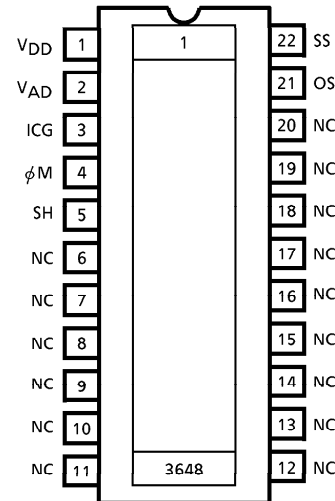 V_DD 1 1 22 SS
V_AD 2 21 OS
ICG 3 20 NC
ϕM 4 19 NC
SH 5 18 NC
NC 6 17 NC
NC 7 16 NC
NC 8 15 NC
NC 9 14 NC
NC 10 13 NC
NC 11 3648 12 NC